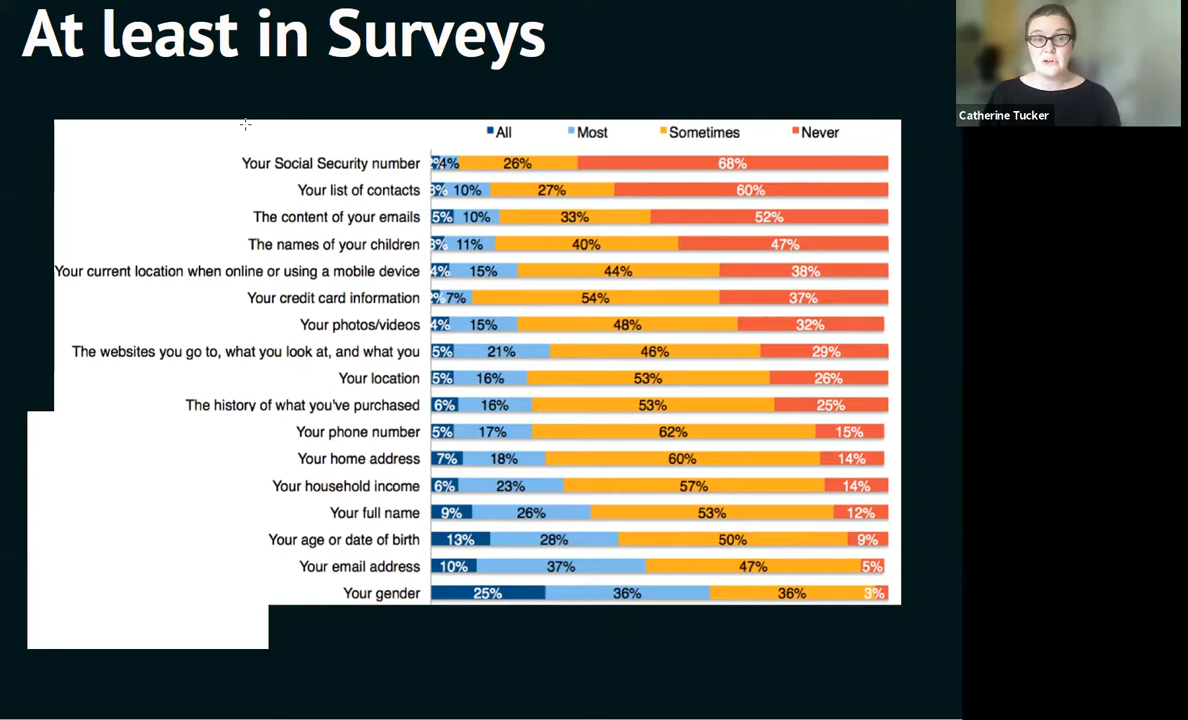 At least in Surveys
Catherine Tucker
All Most Sometimes Never
Your Social Security number 4% 26% 68%
Your list of contacts 10% 27% 60%
The content of your emails 5% 10% 33% 52%
The names of your children 11% 40% 47%
Your current location when online or using a mobile device 4% 15% 44% 38%
Your credit card information 7% 54% 37%
Your photos/videos 4% 15% 48% 32%
The websites you go to, what you look at, and what you 5% 21% 46% 29%
Your location 5% 16% 53% 26%
The history of what you've purchased 6% 16% 53% 25%
Your phone number 5% 17% 62% 15%
Your home address 7% 18% 60% 14%
Your household income 6% 23% 57% 14%
Your full name 9% 26% 53% 12%
Your age or date of birth 13% 28% 50% 9%
Your email address 10% 37% 47% 5%
Your gender 25% 36% 36% 3%